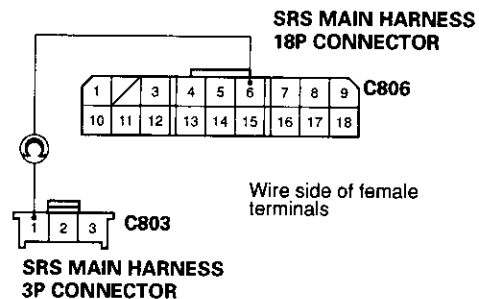 SRS MAIN HARNESS
18P CONNECTOR
1 3 4 5 6 7 8 9 C806
10 11 12 13 14 15 16 17 18
Ω
Wire side of female
terminals
1 2 3 C803
SRS MAIN HARNESS
3P CONNECTOR